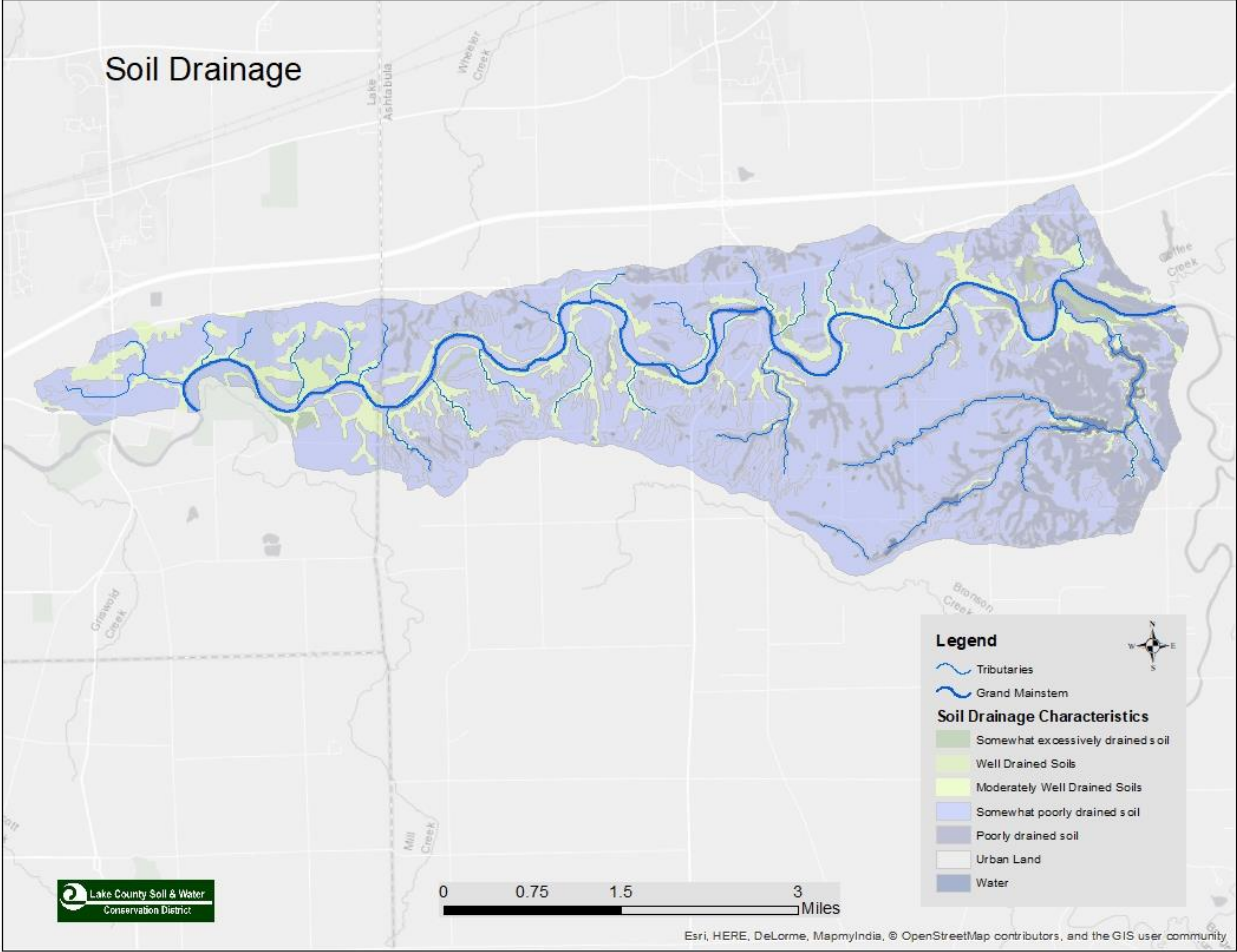 Soil Drainage
Lake
Ashtabula
Wheeler
Creek
Creek
Griswold
Creek
Bronson
Creek
Mill
Creek
Legend
N
W
E
S
Tributaries
Grand Mainstem
Soil Drainage Characteristics
Somewhat excessively drained soil
Well Drained Soils
Moderately Well Drained Soils
Somewhat poorly drained soil
Poorly drained soil
Urban Land
Water
Lake County Soil & Water
Conservation District
0 0.75 1.5 3
Miles
Esri, HERE, DeLorme, MapmyIndia, © OpenStreetMap contributors, and the GIS user community